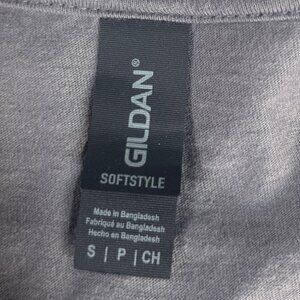 GILDAN®
SOFTSTYLE
Made in Bangladesh
Fabriqué au Bangladesh
Hecho en Bangladesh
S | P | CH